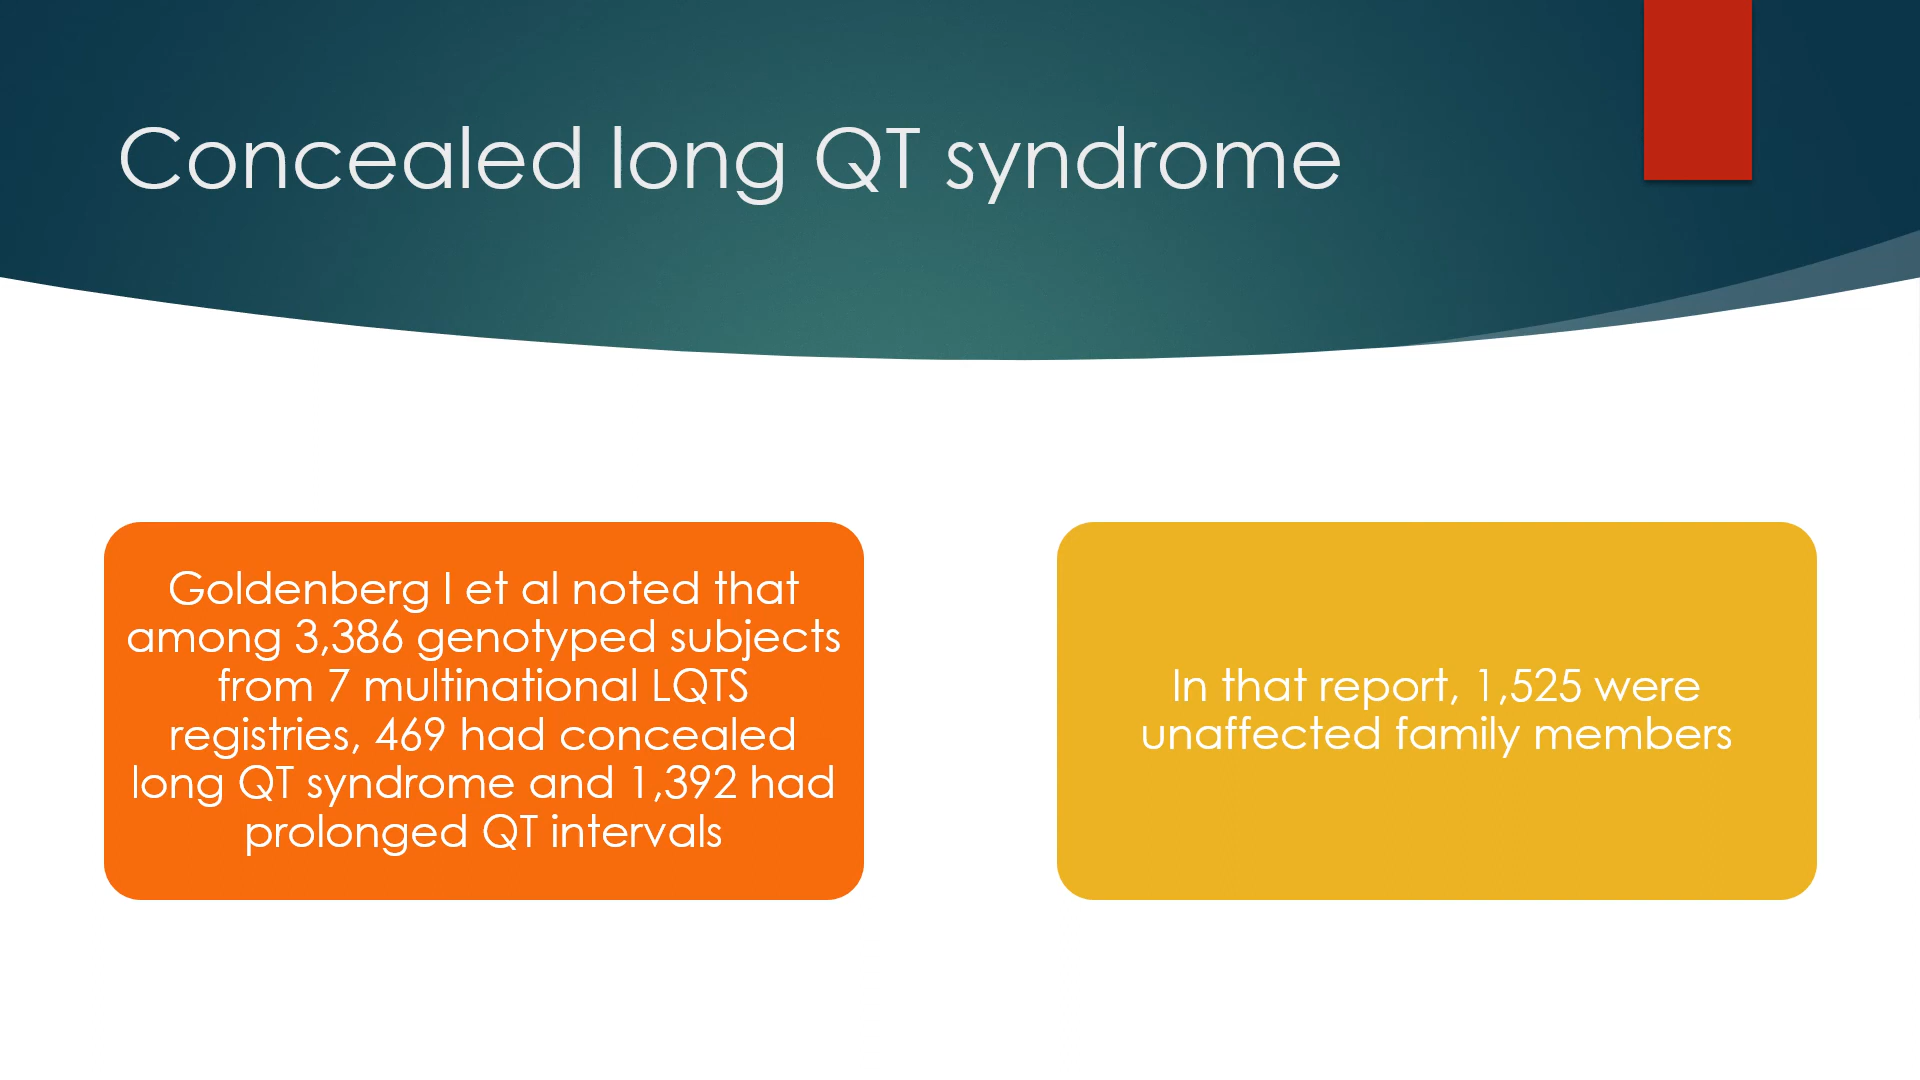 Concealed long QT syndrome
Goldenberg I et al noted that
among 3,386 genotyped subjects
from 7 multinational LQTS
registries, 469 had concealed
long QT syndrome and 1,392 had
prolonged QT intervals
In that report, 1,525 were
unaffected family members